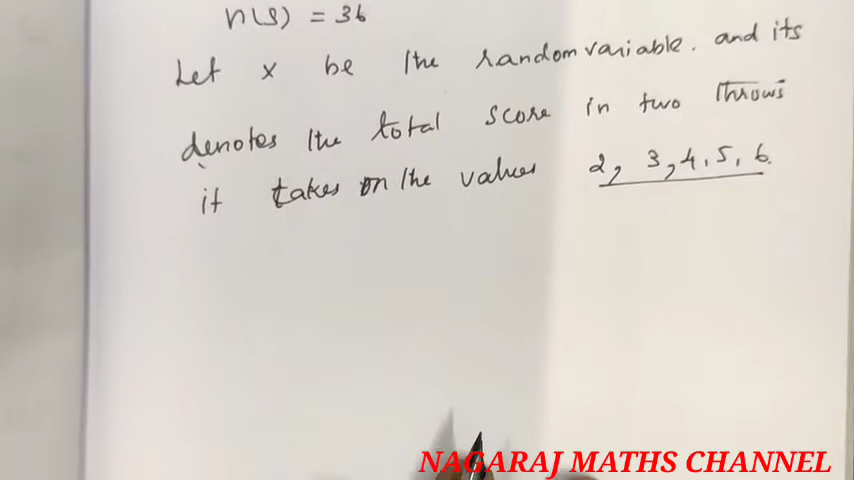 n(S) = 36
Let x be the random variable. and its
denotes the total score in two throws
it takes on the values 2, 3, 4, 5, 6.
NAGARAJ MATHS CHANNEL